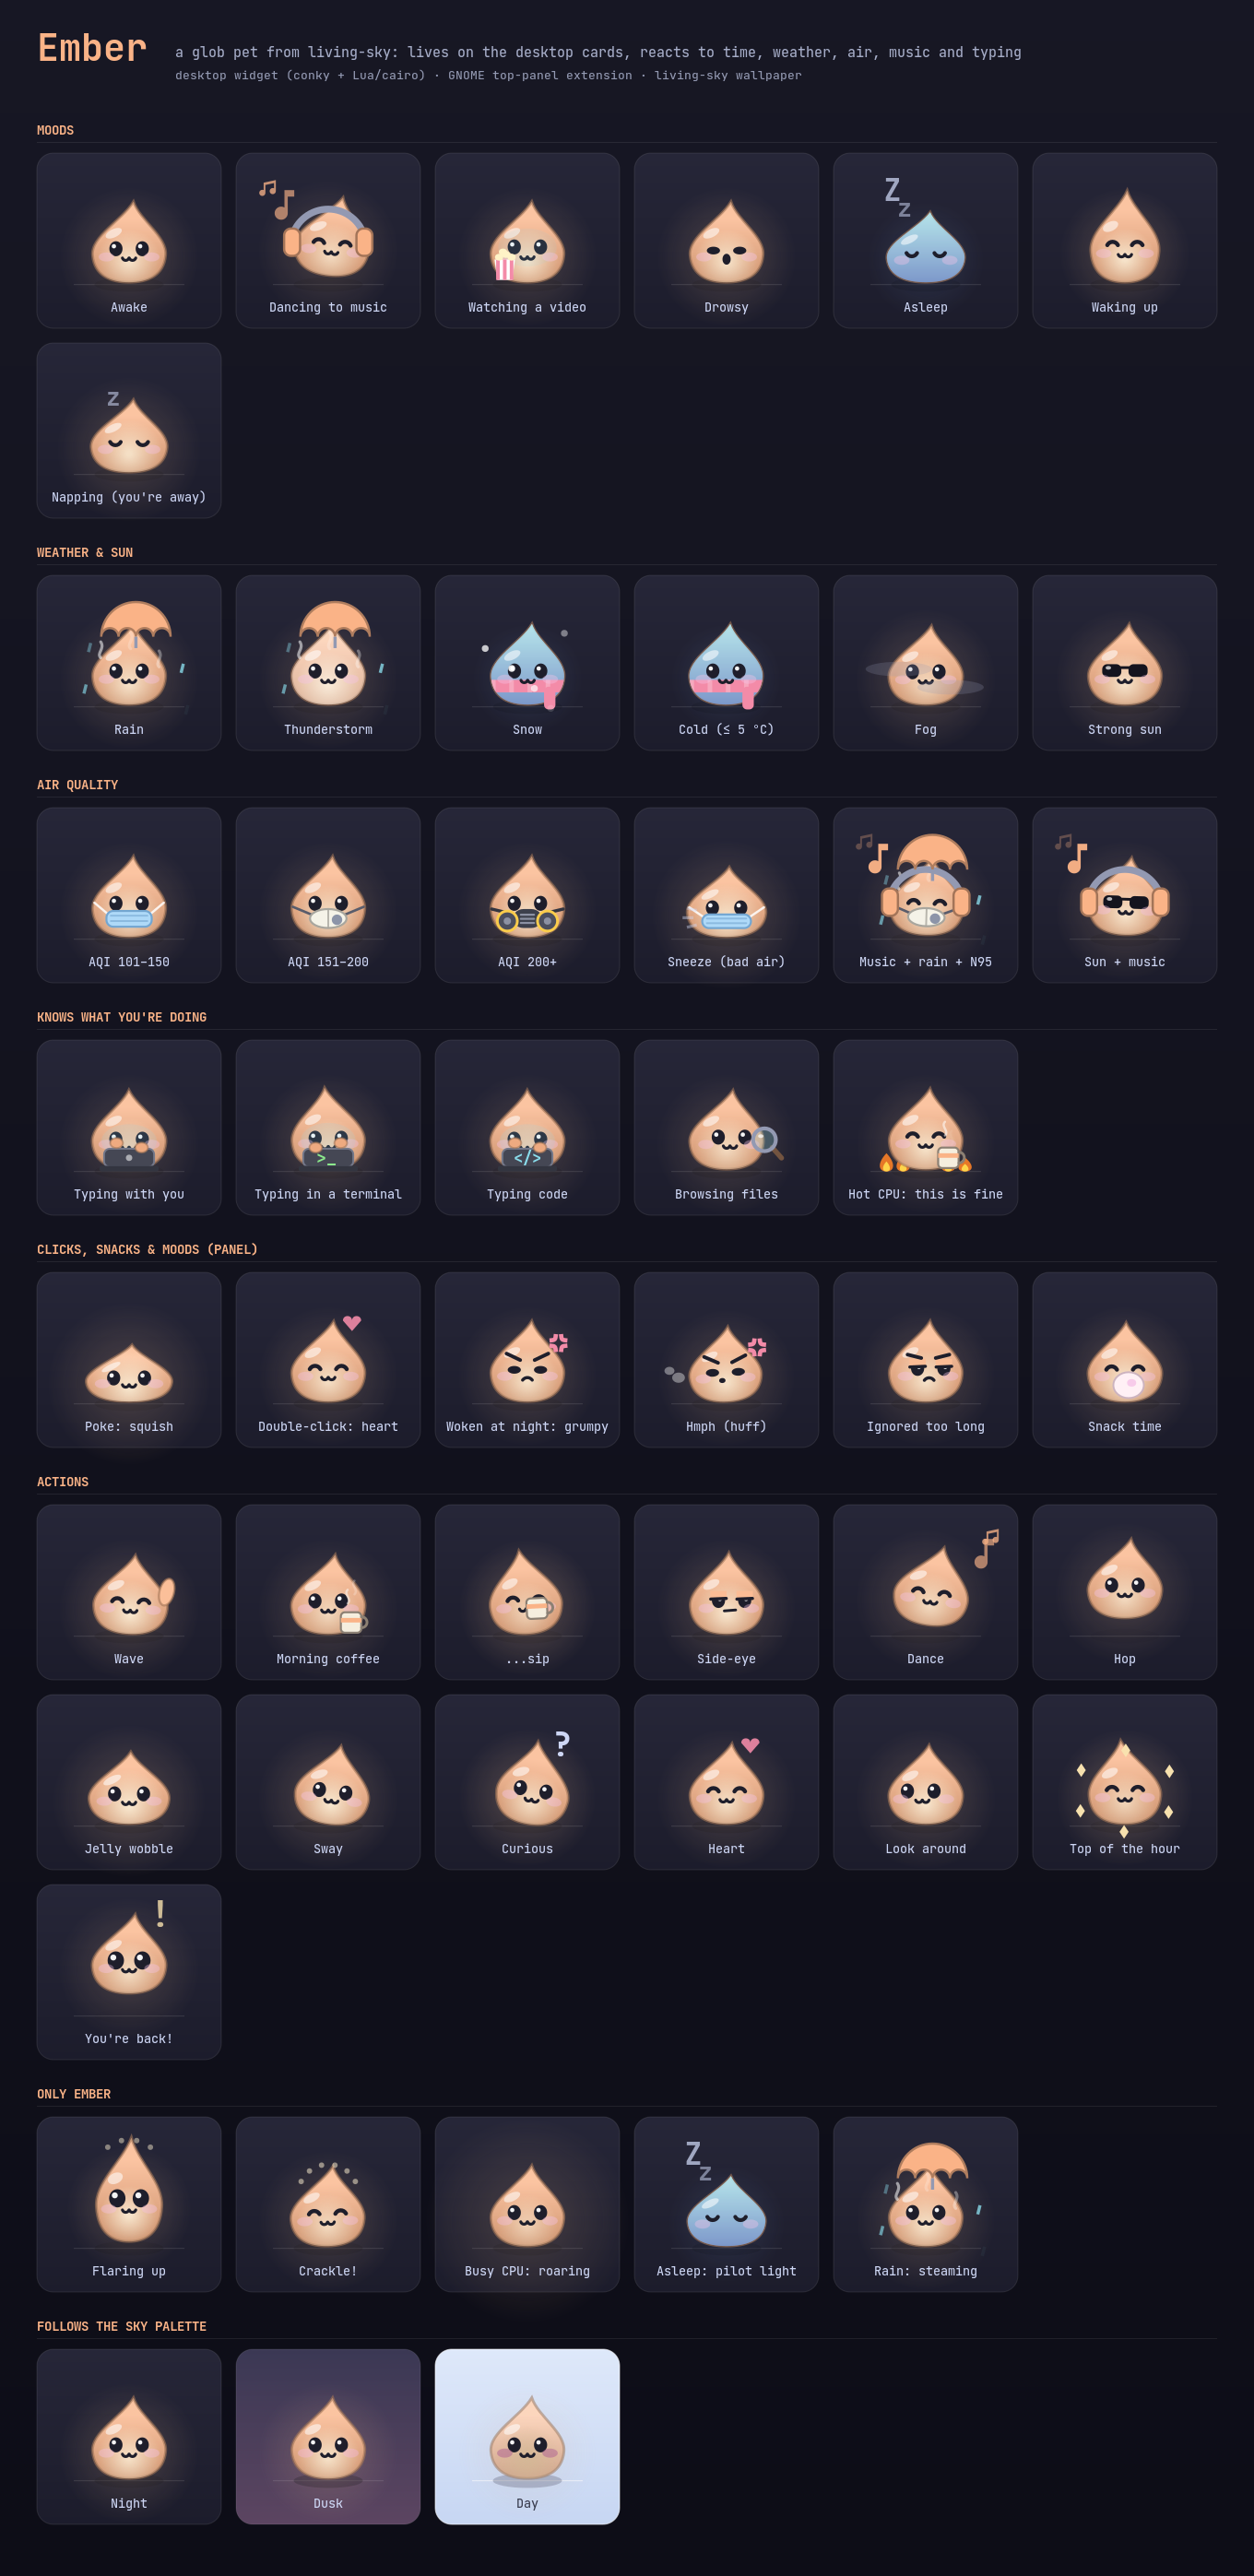 Ember
a glob pet from living-sky: lives on the desktop cards, reacts to time, weather, air, music and typing
desktop widget (conky + Lua/cairo) · GNOME top-panel extension · living-sky wallpaper
MOODS
Z
Z
Awake
Dancing to music
Watching a video
Drowsy
Asleep
Waking up
Z
Napping (you're away)
WEATHER & SUN
Rain
Thunderstorm
Snow
Cold (≤ 5 °C)
Fog
Strong sun
AIR QUALITY
AQI 101–150
AQI 151–200
AQI 200+
Sneeze (bad air)
Music + rain + N95
Sun + music
KNOWS WHAT YOU'RE DOING
>_
</>
Typing with you
Typing in a terminal
Typing code
Browsing files
Hot CPU: this is fine
CLICKS, SNACKS & MOODS (PANEL)
Poke: squish
Double-click: heart
Woken at night: grumpy
Hmph (huff)
Ignored too long
Snack time
ACTIONS
Wave
Morning coffee
...sip
Side-eye
Dance
Hop
?
Jelly wobble
Sway
Curious
Heart
Look around
Top of the hour
!
You're back!
ONLY EMBER
Z
Z
Flaring up
Crackle!
Busy CPU: roaring
Asleep: pilot light
Rain: steaming
FOLLOWS THE SKY PALETTE
Night
Dusk
Day